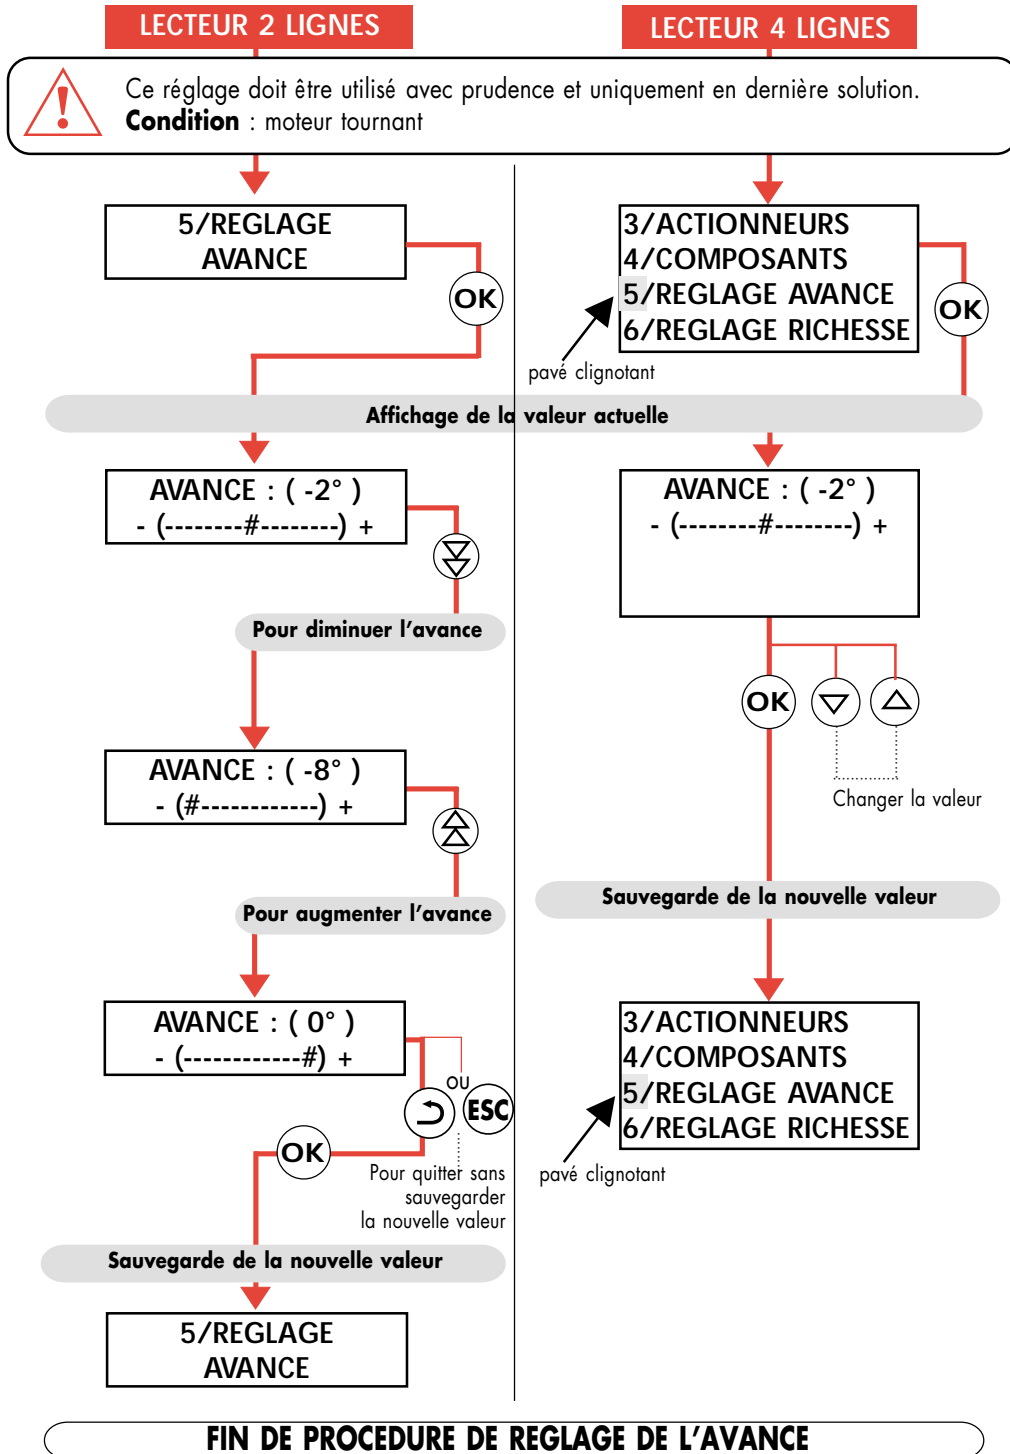 LECTEUR 2 LIGNES
LECTEUR 4 LIGNES
Ce réglage doit être utilisé avec prudence et uniquement en dernière solution.
Condition : moteur tournant
5/REGLAGE
AVANCE
OK
3/ACTIONNEURS
4/COMPOSANTS
5/REGLAGE AVANCE
6/REGLAGE RICHESSE
OK
pavé clignotant
Affichage de la valeur actuelle
AVANCE : ( -2° )
- (--------#--------) +
AVANCE : ( -2° )
- (--------#--------) +
Pour diminuer l'avance
OK
Changer la valeur
AVANCE : ( -8° )
- (#------------) +
Pour augmenter l'avance
Sauvegarde de la nouvelle valeur
AVANCE : ( 0° )
- (------------#) +
OU
ESC
OK
Pour quitter sans
sauvegarder
la nouvelle valeur
3/ACTIONNEURS
4/COMPOSANTS
5/REGLAGE AVANCE
6/REGLAGE RICHESSE
pavé clignotant
Sauvegarde de la nouvelle valeur
5/REGLAGE
AVANCE
FIN DE PROCEDURE DE REGLAGE DE L'AVANCE